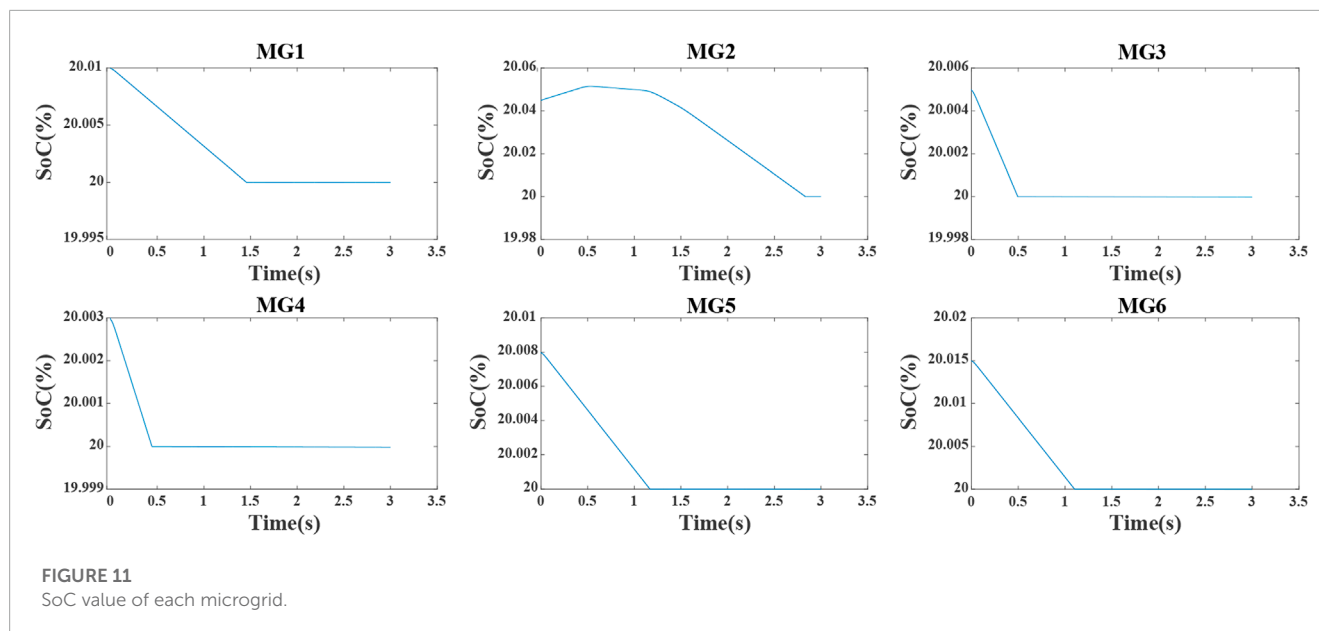 MG1
20.01
20.005
20
19.995
SoC(%)
0 0.5 1 1.5 2 2.5 3 3.5
Time(s)
MG2
20.06
20.04
20.02
20
19.98
SoC(%)
0 0.5 1 1.5 2 2.5 3 3.5
Time(s)
MG3
20.006
20.004
20.002
20
19.998
SoC(%)
0 0.5 1 1.5 2 2.5 3 3.5
Time(s)
MG4
20.003
20.002
20.001
20
19.999
SoC(%)
0 0.5 1 1.5 2 2.5 3 3.5
Time(s)
MG5
20.01
20.008
20.006
20.004
20.002
20
SoC(%)
0 0.5 1 1.5 2 2.5 3 3.5
Time(s)
MG6
20.02
20.015
20.01
20.005
20
SoC(%)
0 0.5 1 1.5 2 2.5 3 3.5
Time(s)
FIGURE 11
SoC value of each microgrid.